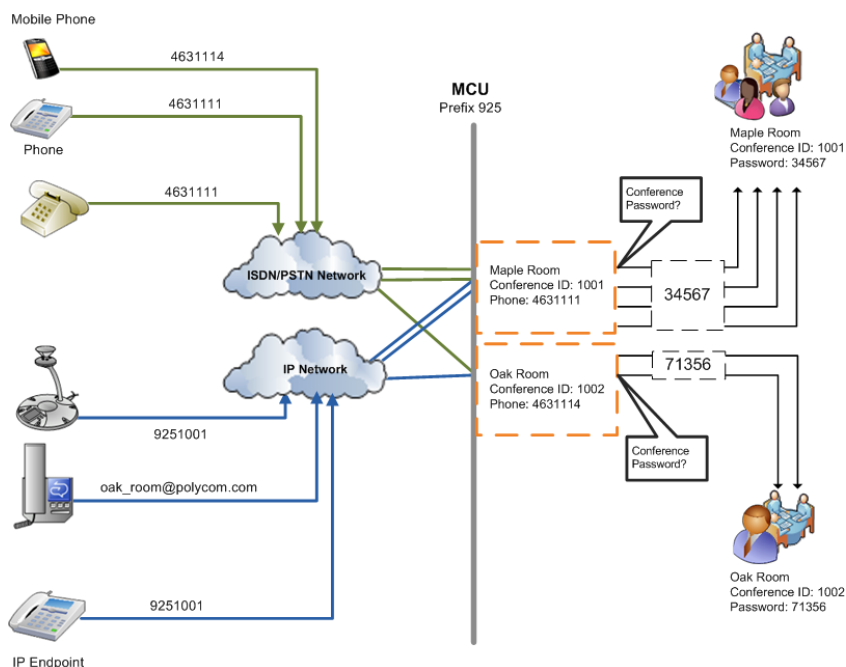 Mobile Phone
4631114
4631111
Phone
4631111
ISDN/PSTN Network
IP Network
9251001
oak_room@polycom.com
9251001
IP Endpoint
MCU
Prefix 925
Maple Room
Conference ID: 1001
Phone: 4631111
Oak Room
Conference ID: 1002
Phone: 4631114
Conference
Password?
34567
71356
Conference
Password?
Maple Room
Conference ID: 1001
Password: 34567
Oak Room
Conference ID: 1002
Password: 71356